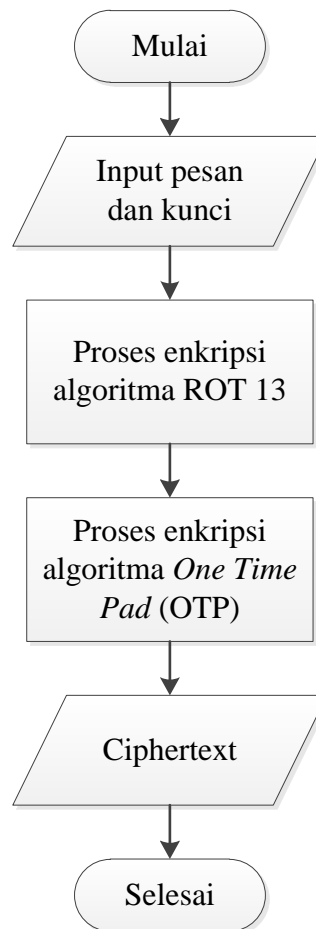 Mulai
Input pesan
dan kunci
Proses enkripsi
algoritma ROT 13
Proses enkripsi
algoritma One Time
Pad (OTP)
Ciphertext
Selesai